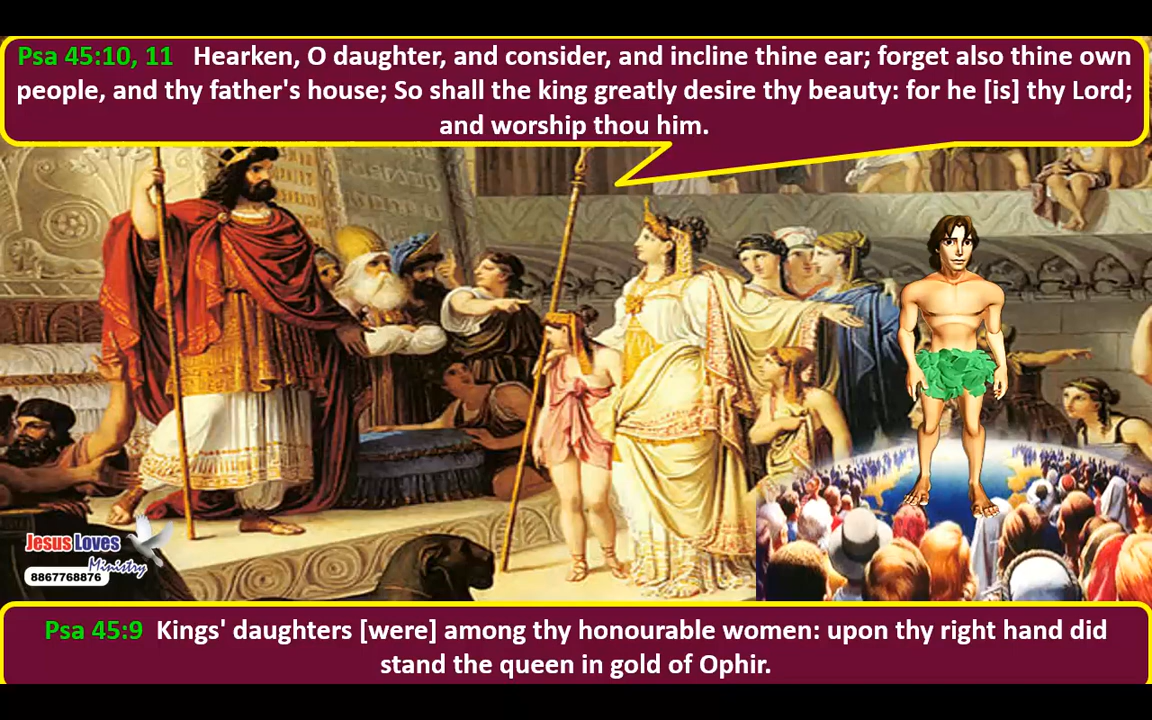 Psa 45:10, 11 Hearken, O daughter, and consider, and incline thine ear; forget also thine own
people, and thy father's house; So shall the king greatly desire thy beauty: for he [is] thy Lord;
and worship thou him.
Jesus Loves
Ministry
8867768876
Psa 45:9 Kings' daughters [were] among thy honourable women: upon thy right hand did
stand the queen in gold of Ophir.